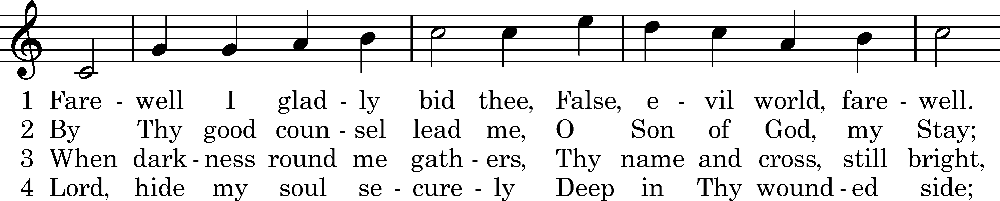 1 Fare - well I glad - ly bid thee, False, e - vil world, fare - well.
2 By Thy good coun - sel lead me, O Son of God, my Stay;
3 When dark - ness round me gath - ers, Thy name and cross, still bright,
4 Lord, hide my soul se - cure - ly Deep in Thy wound - ed side;